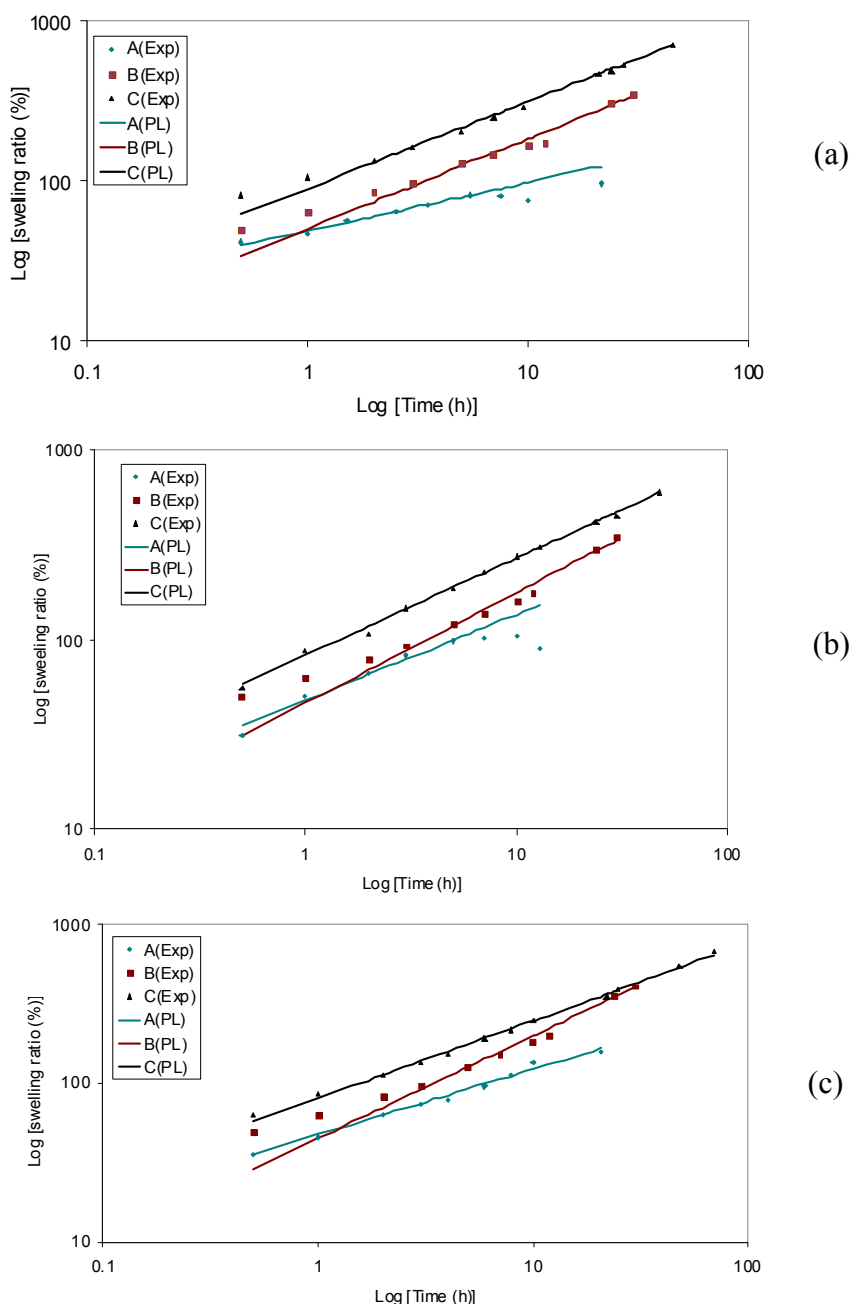 1000
A(Exp)
B(Exp)
C(Exp)
A(PL)
B(PL)
C(PL)
100
10
0.1 1 10 100
Log [swelling ratio (%)]
Log [Time (h)]
(a)
1000
A(Exp)
B(Exp)
C(Exp)
A(PL)
B(PL)
C(PL)
100
10
0.1 1 10 100
Log [sweeling ratio (%)]
Log [Time (h)]
(b)
1000
A(Exp)
B(Exp)
C(Exp)
A(PL)
B(PL)
C(PL)
100
10
0.1 1 10 100
Log [swelling ratio (%)]
Log [Time (h)]
(c)